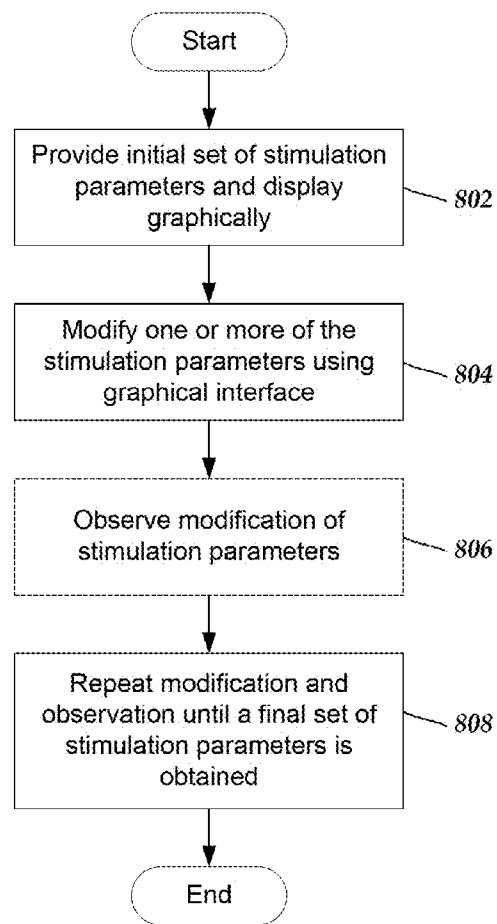 Start
Provide initial set of stimulation
parameters and display
graphically
802
Modify one or more of the
stimulation parameters using
graphical interface
804
Observe modification of
stimulation parameters
806
Repeat modification and
observation until a final set of
stimulation parameters is
obtained
808
End